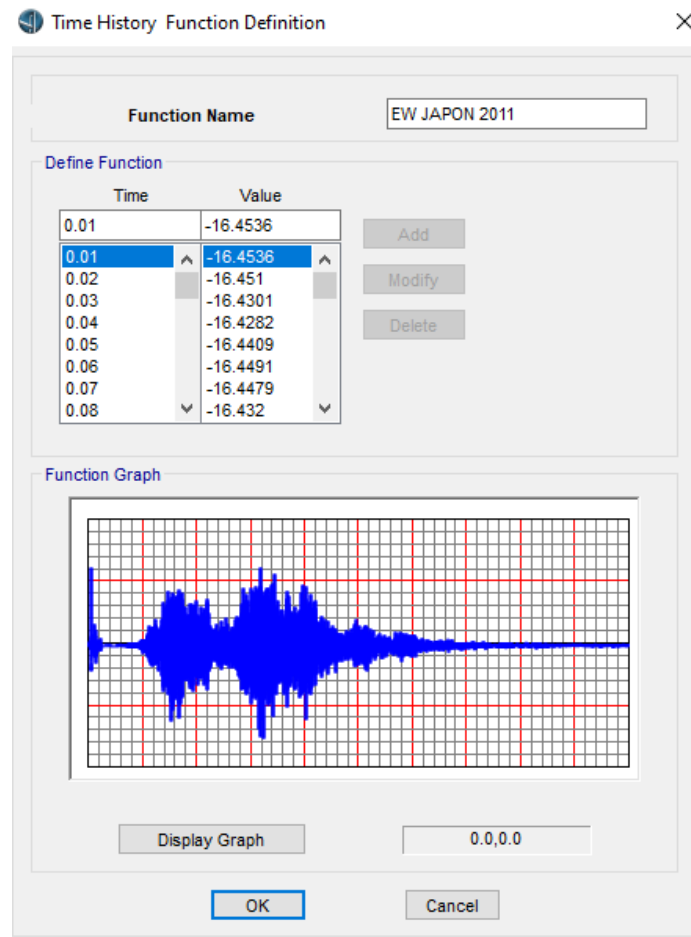 Time History Function Definition
Function Name EW JAPON 2011
Define Function
Time Value
0.01 -16.4536
Add
0.01 -16.4536
0.02 -16.451
Modify
0.03 -16.4301
0.04 -16.4282
Delete
0.05 -16.4409
0.06 -16.4491
0.07 -16.4479
0.08 -16.432
Function Graph
Display Graph 0.0,0.0
OK Cancel